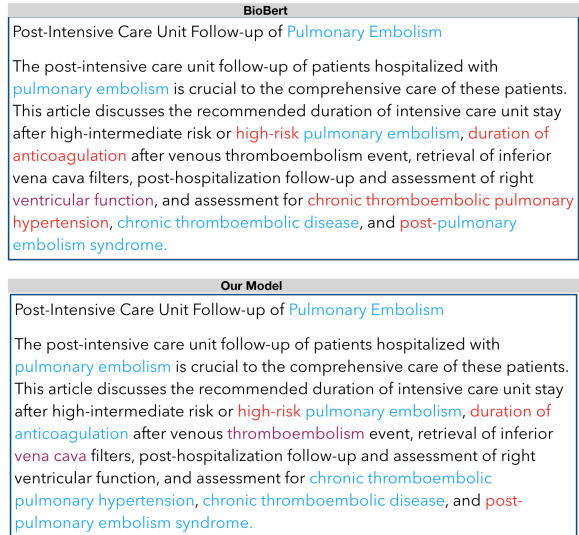 BioBert
Post-Intensive Care Unit Follow-up of Pulmonary Embolism
The post-intensive care unit follow-up of patients hospitalized with
pulmonary embolism is crucial to the comprehensive care of these patients.
This article discusses the recommended duration of intensive care unit stay
after high-intermediate risk or high-risk pulmonary embolism, duration of
anticoagulation after venous thromboembolism event, retrieval of inferior
vena cava filters, post-hospitalization follow-up and assessment of right
ventricular function, and assessment for chronic thromboembolic pulmonary
hypertension, chronic thromboembolic disease, and post-pulmonary
embolism syndrome.
Our Model
Post-Intensive Care Unit Follow-up of Pulmonary Embolism
The post-intensive care unit follow-up of patients hospitalized with
pulmonary embolism is crucial to the comprehensive care of these patients.
This article discusses the recommended duration of intensive care unit stay
after high-intermediate risk or high-risk pulmonary embolism, duration of
anticoagulation after venous thromboembolism event, retrieval of inferior
vena cava filters, post-hospitalization follow-up and assessment of right
ventricular function, and assessment for chronic thromboembolic
pulmonary hypertension, chronic thromboembolic disease, and post-
pulmonary embolism syndrome.